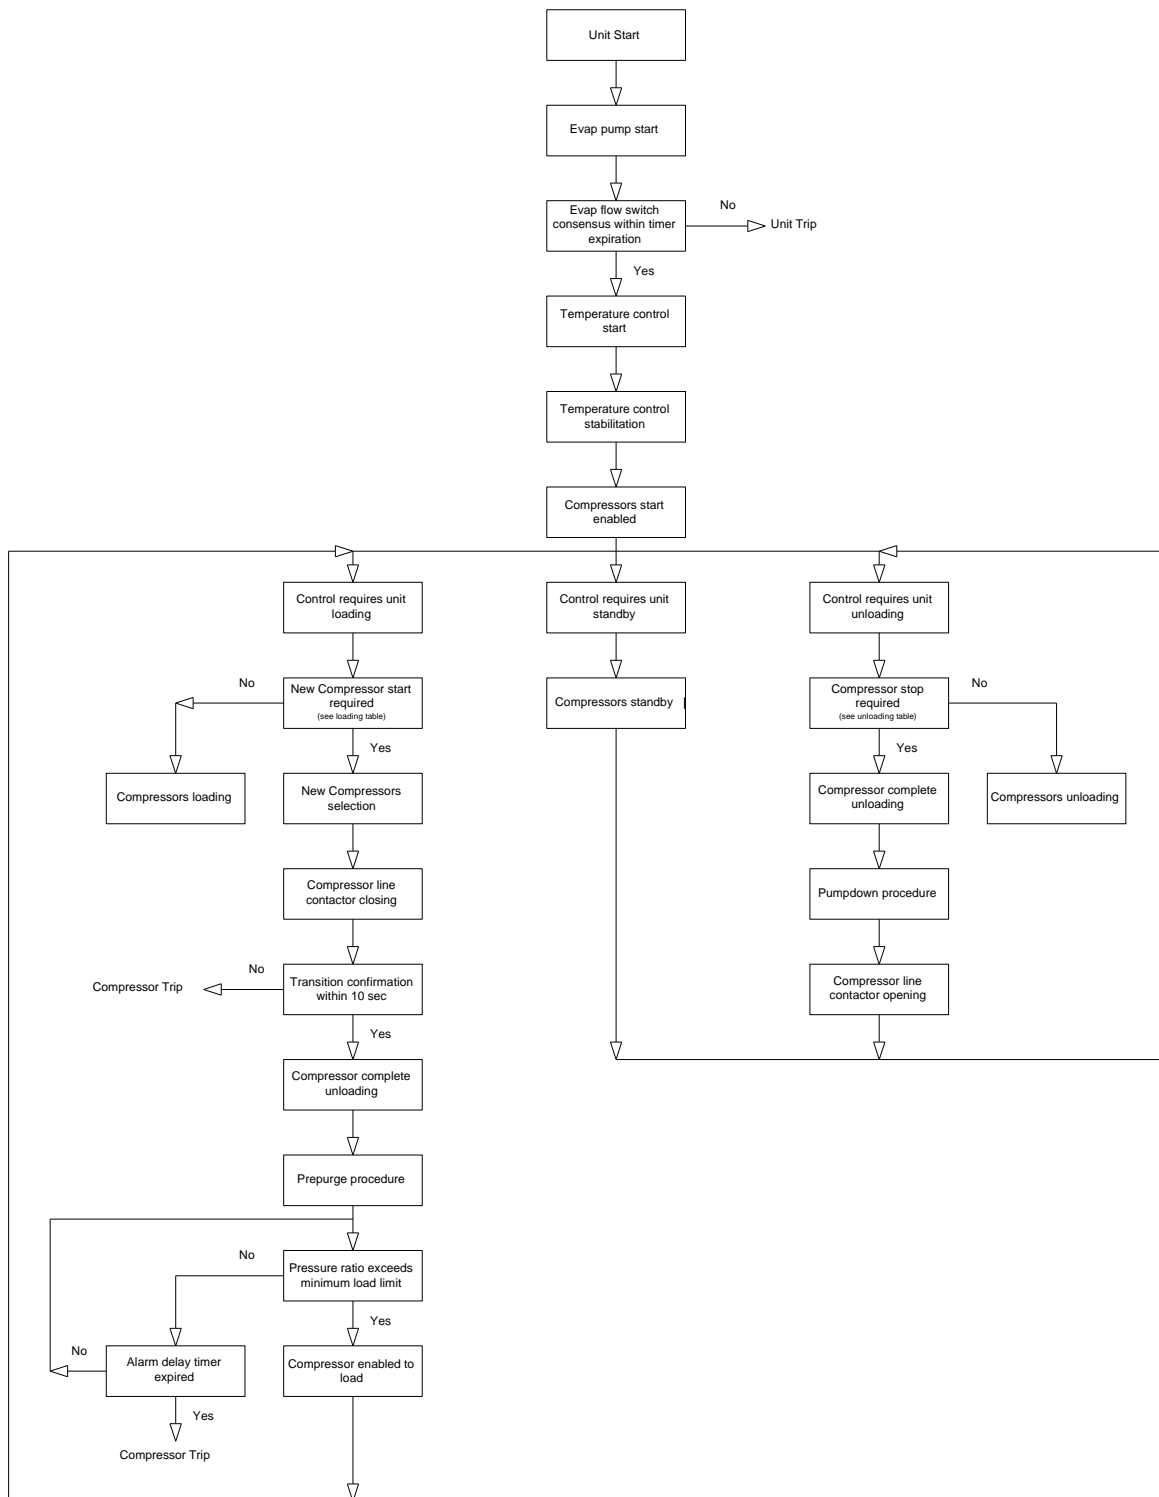 Unit Start
Evap pump start
Evap flow switch
consensus within timer
expiration
No
Unit Trip
Yes
Temperature control
start
Temperature control
stabilitation
Compressors start
enabled
Control requires unit
loading
Control requires unit
standby
Control requires unit
unloading
No
New Compressor start
required
(see loading table)
Compressors standby
Compressor stop
required
(see unloading table)
No
Yes
Yes
Compressors loading
New Compressors
selection
Compressor complete
unloading
Compressors unloading
Compressor line
contactor closing
Pumpdown procedure
No
Compressor Trip
Transition confirmation
within 10 sec
Compressor line
contactor opening
Yes
Compressor complete
unloading
Prepurge procedure
No
Pressure ratio exceeds
minimum load limit
Yes
No
Alarm delay timer
expired
Compressor enabled to
load
Yes
Compressor Trip